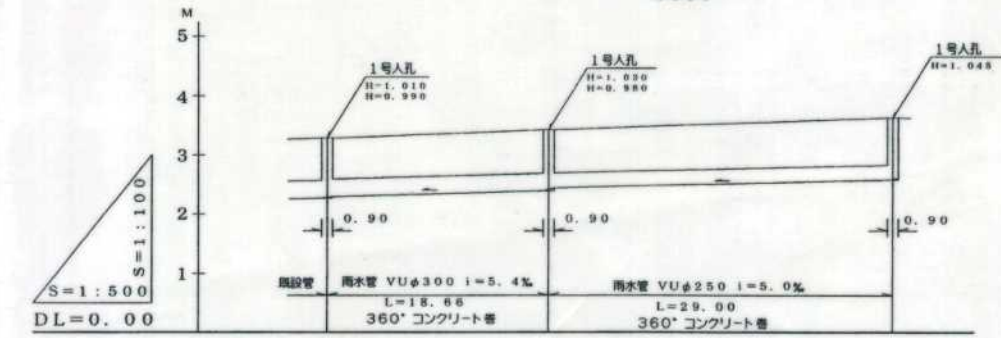 M
5
4
3
2
1
1号人孔
H=1.010
H=0.990
1号人孔
H=1.030
H=0.980
1号人孔
H=1.045
0.90
0.90
0.90
S=1:100
S=1:500
DL=0.00
既設管
雨水管 VUφ300 i=5.4‰
L=18.66
360°コンクリート巻
雨水管 VUφ250 i=5.0‰
L=29.00
360°コンクリート巻